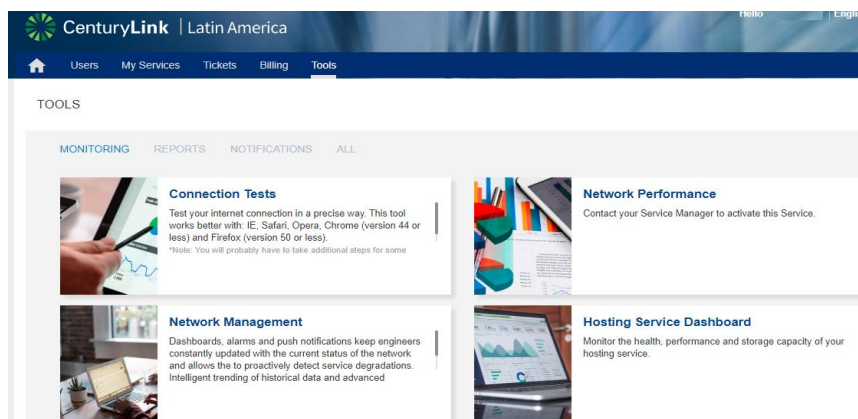 Hello
Englis
CenturyLink | Latin America
Users My Services Tickets Billing Tools
TOOLS
MONITORING REPORTS NOTIFICATIONS ALL
Connection Tests
Test your internet connection in a precise way. This tool
works better with: IE, Safari, Opera, Chrome (version 44 or
less) and Firefox (version 50 or less).
*Note: You will probably have to take additional steps for some
Network Performance
Contact your Service Manager to activate this Service.
Network Management
Dashboards, alarms and push notifications keep engineers
constantly updated with the current status of the network
and allows the to proactively detect service degradations.
Intelligent trending of historical data and advanced
Hosting Service Dashboard
Monitor the health, performance and storage capacity of your
hosting service.